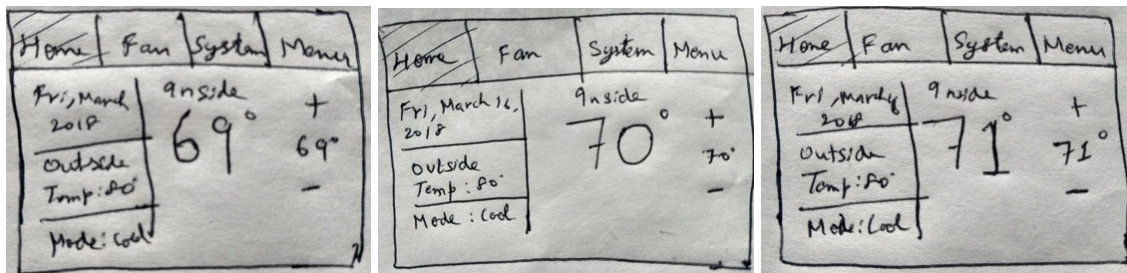 Home Fan System Menu
Fri, March
2018
Inside
69°
+
69°
-
Outside
Temp: 80°
Mode: Cool
Home Fan System Menu
Fri, March 16,
2018
Inside
70°
+
70°
-
Outside
Temp: 80°
Mode: Cool
Home Fan System Menu
Fri, March
2018
Inside
71°
+
71°
-
Outside
Temp: 80°
Mode: Cool